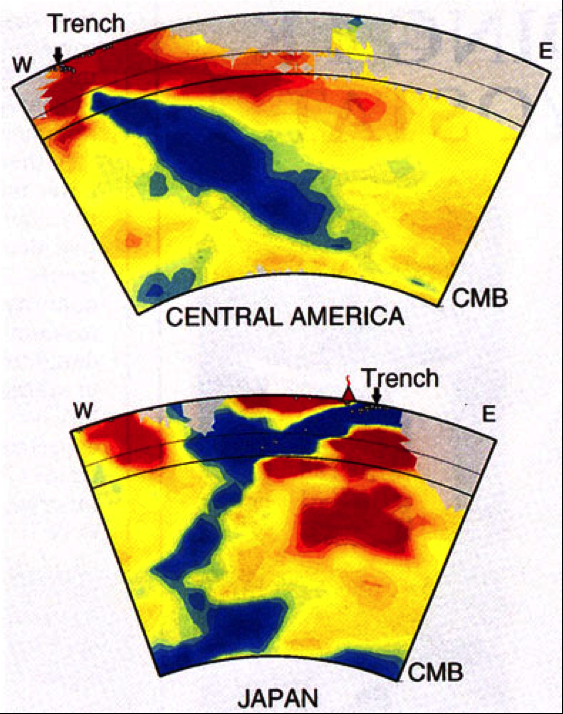 Trench
W
E
CMB
CENTRAL AMERICA
Trench
W
E
CMB
JAPAN